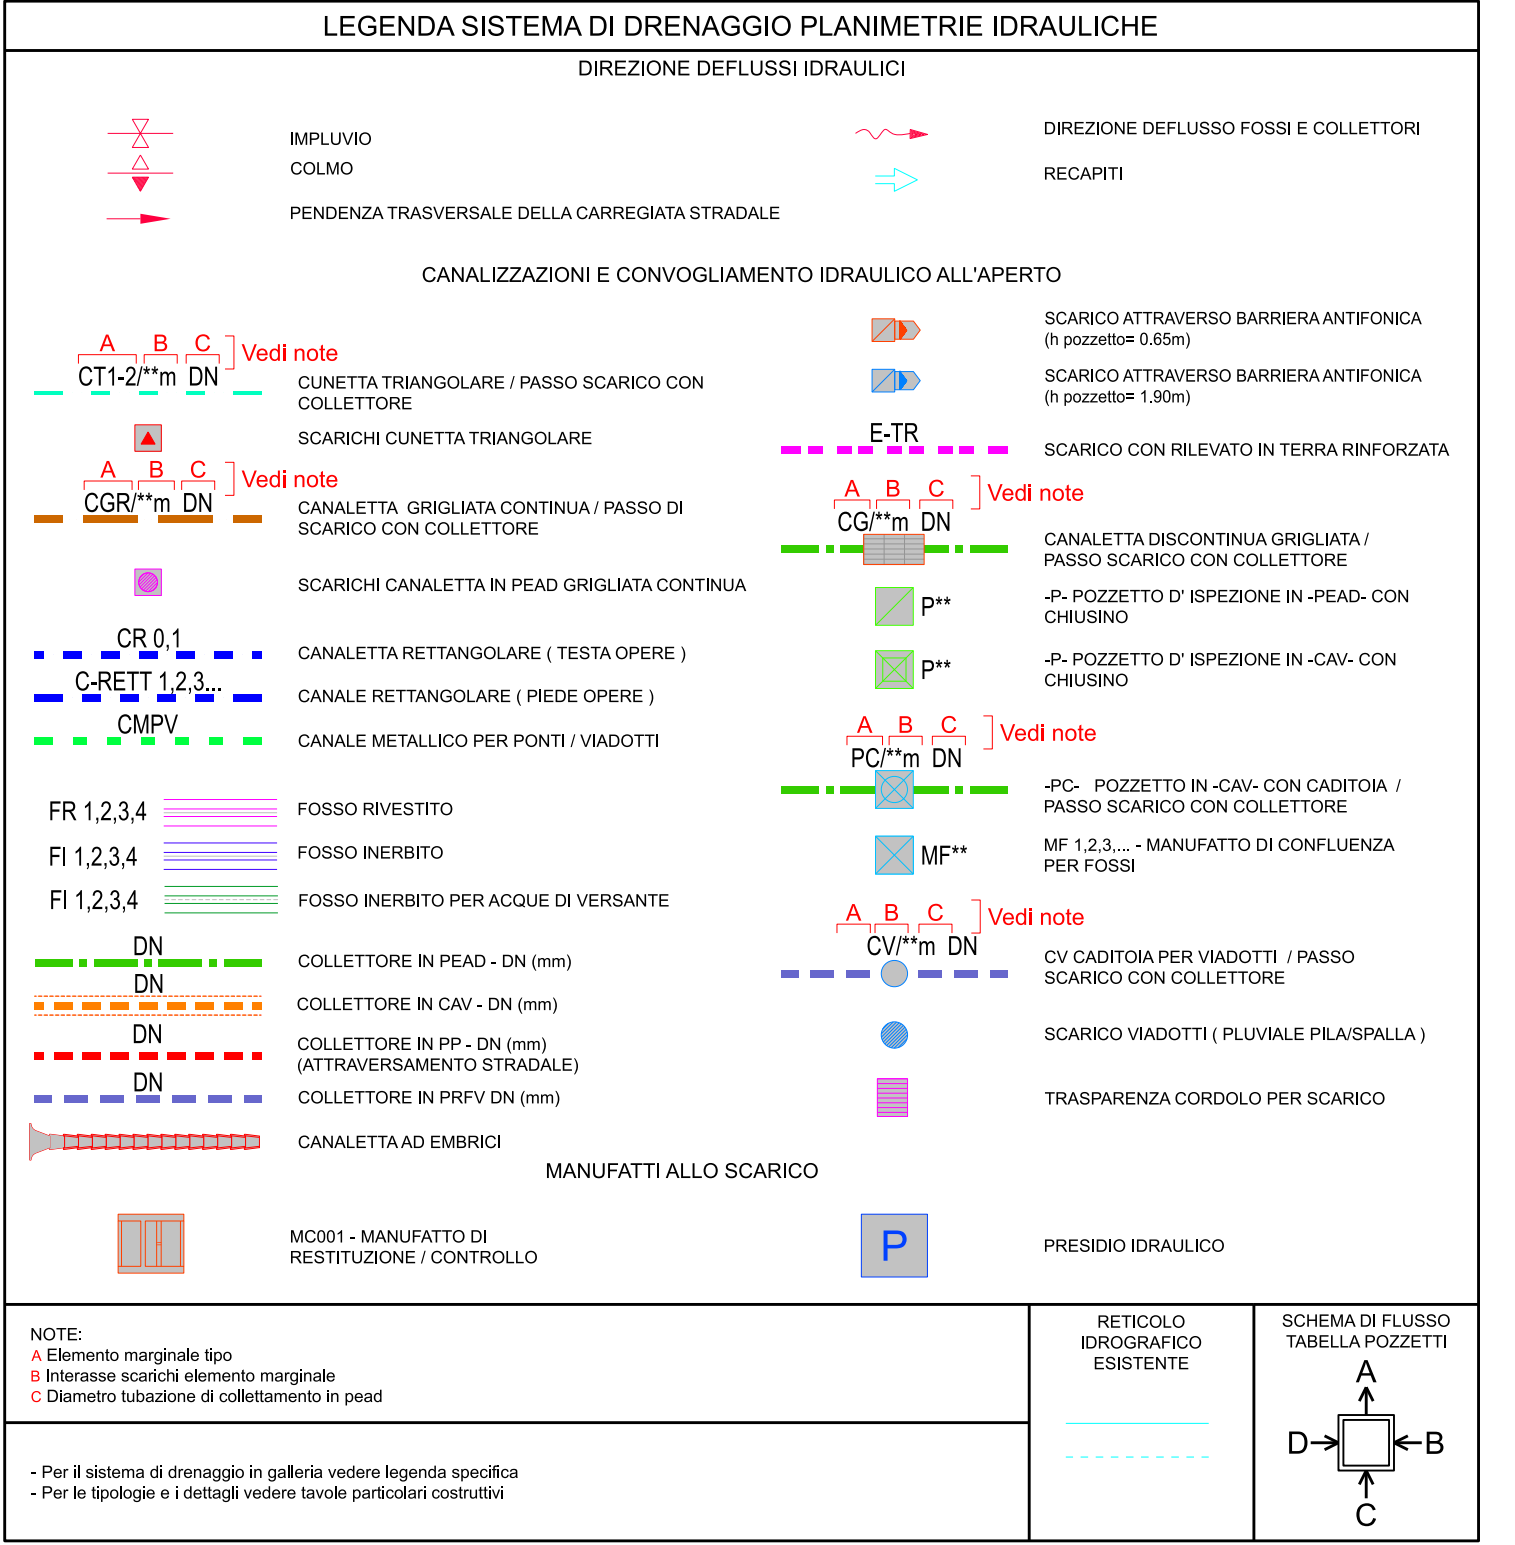 LEGENDA SISTEMA DI DRENAGGIO PLANIMETRIE IDRAULICHE
DIREZIONE DEFLUSSI IDRAULICI
IMPLUVIO
COLMO
PENDENZA TRASVERSALE DELLA CARREGIATA STRADALE
DIREZIONE DEFLUSSO FOSSI E COLLETTORI
RECAPITI
CANALIZZAZIONI E CONVOGLIAMENTO IDRAULICO ALL'APERTO
A B C
Vedi note
CT1-2/**m DN
CUNETTA TRIANGOLARE / PASSO SCARICO CON
COLLETTORE
SCARICHI CUNETTA TRIANGOLARE
A B C
Vedi note
CGR/**m DN
CANALETTA GRIGLIATA CONTINUA / PASSO DI
SCARICO CON COLLETTORE
SCARICHI CANALETTA IN PEAD GRIGLIATA CONTINUA
CR 0,1
CANALETTA RETTANGOLARE ( TESTA OPERE )
C-RETT 1,2,3...
CANALE RETTANGOLARE ( PIEDE OPERE )
CMPV
CANALE METALLICO PER PONTI / VIADOTTI
FR 1,2,3,4
FOSSO RIVESTITO
FI 1,2,3,4
FOSSO INERBITO
FI 1,2,3,4
FOSSO INERBITO PER ACQUE DI VERSANTE
DN
COLLETTORE IN PEAD - DN (mm)
DN
COLLETTORE IN CAV - DN (mm)
DN
COLLETTORE IN PP - DN (mm)
(ATTRAVERSAMENTO STRADALE)
DN
COLLETTORE IN PRFV DN (mm)
CANALETTA AD EMBRICI
SCARICO ATTRAVERSO BARRIERA ANTIFONICA
(h pozzetto= 0.65m)
SCARICO ATTRAVERSO BARRIERA ANTIFONICA
(h pozzetto= 1.90m)
E-TR
SCARICO CON RILEVATO IN TERRA RINFORZATA
A B C
Vedi note
CG/**m DN
CANALETTA DISCONTINUA GRIGLIATA /
PASSO SCARICO CON COLLETTORE
P**
-P- POZZETTO D' ISPEZIONE IN -PEAD- CON
CHIUSINO
P**
-P- POZZETTO D' ISPEZIONE IN -CAV- CON
CHIUSINO
A B C
Vedi note
PC/**m DN
-PC- POZZETTO IN -CAV- CON CADITOIA /
PASSO SCARICO CON COLLETTORE
MF**
MF 1,2,3,... - MANUFATTO DI CONFLUENZA
PER FOSSI
A B C
Vedi note
CV/**m DN
CV CADITOIA PER VIADOTTI / PASSO
SCARICO CON COLLETTORE
SCARICO VIADOTTI ( PLUVIALE PILA/SPALLA )
TRASPARENZA CORDOLO PER SCARICO
MANUFATTI ALLO SCARICO
MC001 - MANUFATTO DI
RESTITUZIONE / CONTROLLO
P
PRESIDIO IDRAULICO
NOTE:
A Elemento marginale tipo
B Interasse scarichi elemento marginale
C Diametro tubazione di collettamento in pead
- Per il sistema di drenaggio in galleria vedere legenda specifica
- Per le tipologie e i dettagli vedere tavole particolari costruttivi
RETICOLO
IDROGRAFICO
ESISTENTE
SCHEMA DI FLUSSO
TABELLA POZZETTI
A
D B
C